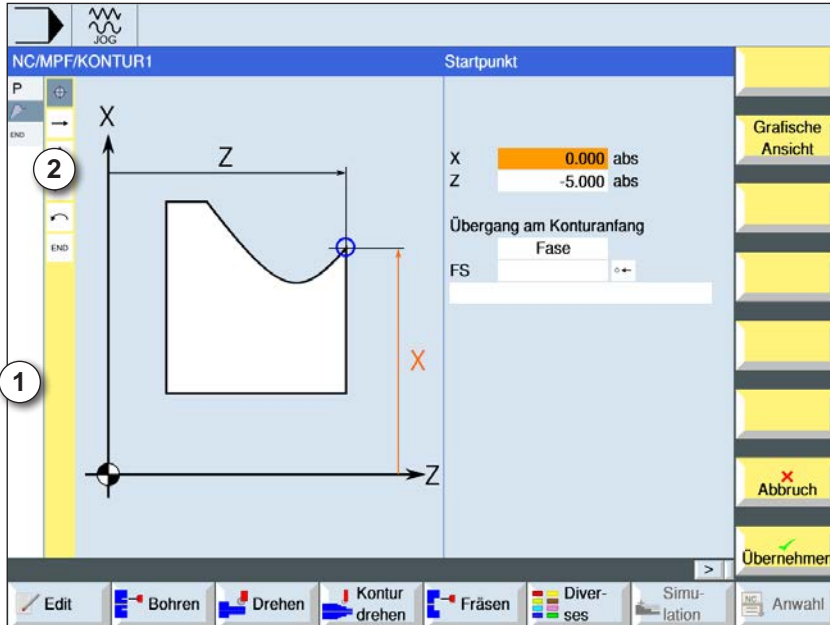 JOG
NC/MPF/KONTUR1
Startpunkt
P
END
END
2
1
X
Z
X
Z
X 0.000 abs
Z -5.000 abs
Übergang am Konturanfang
Fase
FS
Grafische
Ansicht
Abbruch
Übernehmen
>
Edit
Bohren
Drehen
Kontur
drehen
Fräsen
Diver-
ses
Simu-
lation
NC
Anwahl